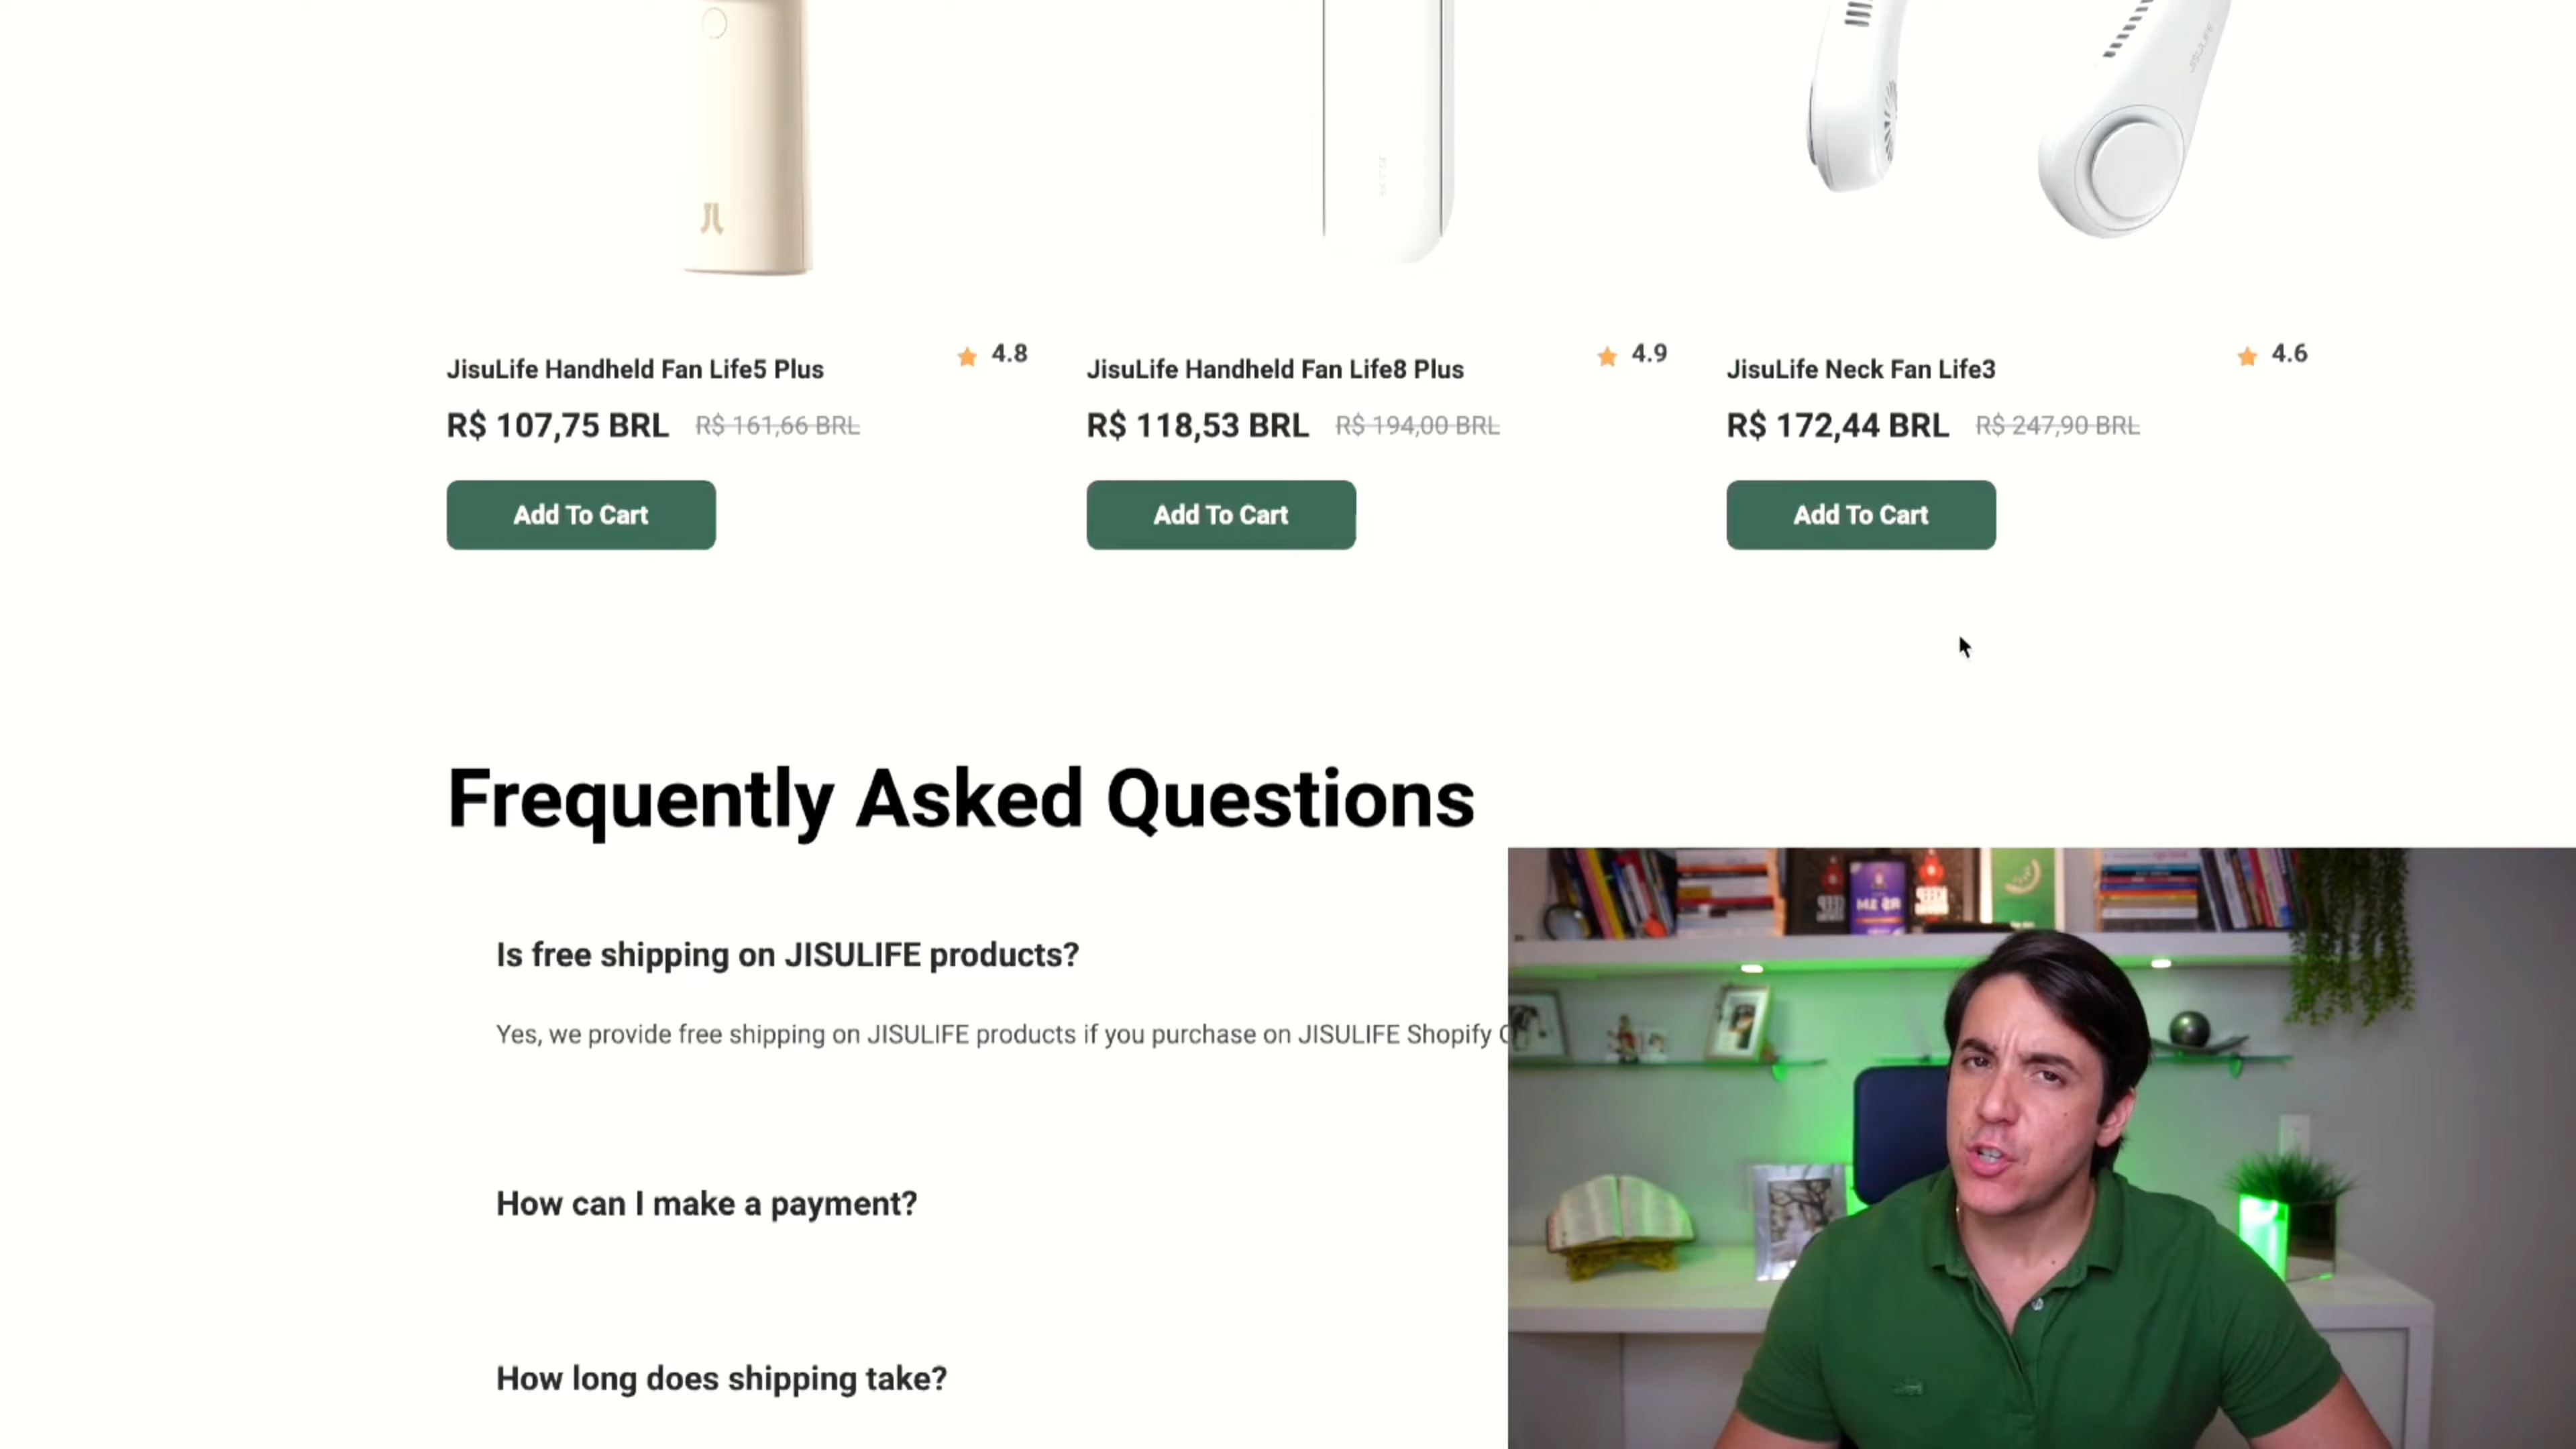 JisuLife Handheld Fan Life5 Plus
4.8
R$ 107,75 BRL R$ 161,66 BRL
Add To Cart
JisuLife Handheld Fan Life8 Plus
4.9
R$ 118,53 BRL R$ 194,00 BRL
Add To Cart
JisuLife Neck Fan Life3
4.6
R$ 172,44 BRL R$ 247,90 BRL
Add To Cart
Frequently Asked Questions
Is free shipping on JISULIFE products?
Yes, we provide free shipping on JISULIFE products if you purchase on JISULIFE Shopify
How can I make a payment?
How long does shipping take?